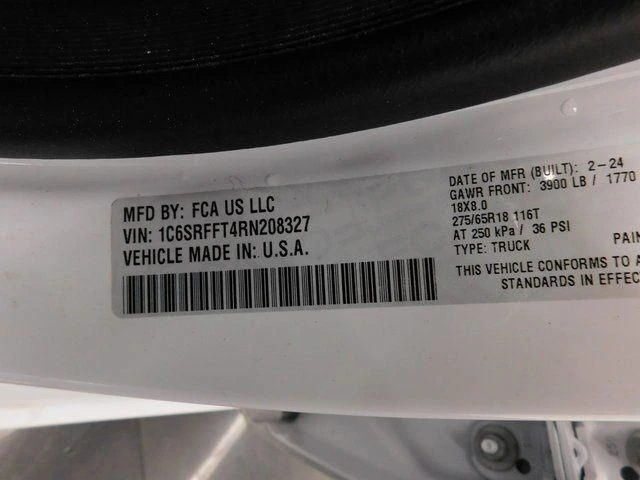 MFD BY: FCA US LLC
VIN: 1C6SRFFT4RN208327
VEHICLE MADE IN: U.S.A.
DATE OF MFR (BUILT): 2-24
GAWR FRONT: 3900 LB / 1770
18X8.0
275/65R18 116T
AT 250 kPa / 36 PSI
TYPE: TRUCK
PAIN
THIS VEHICLE CONFORMS TO A
STANDARDS IN EFFEC